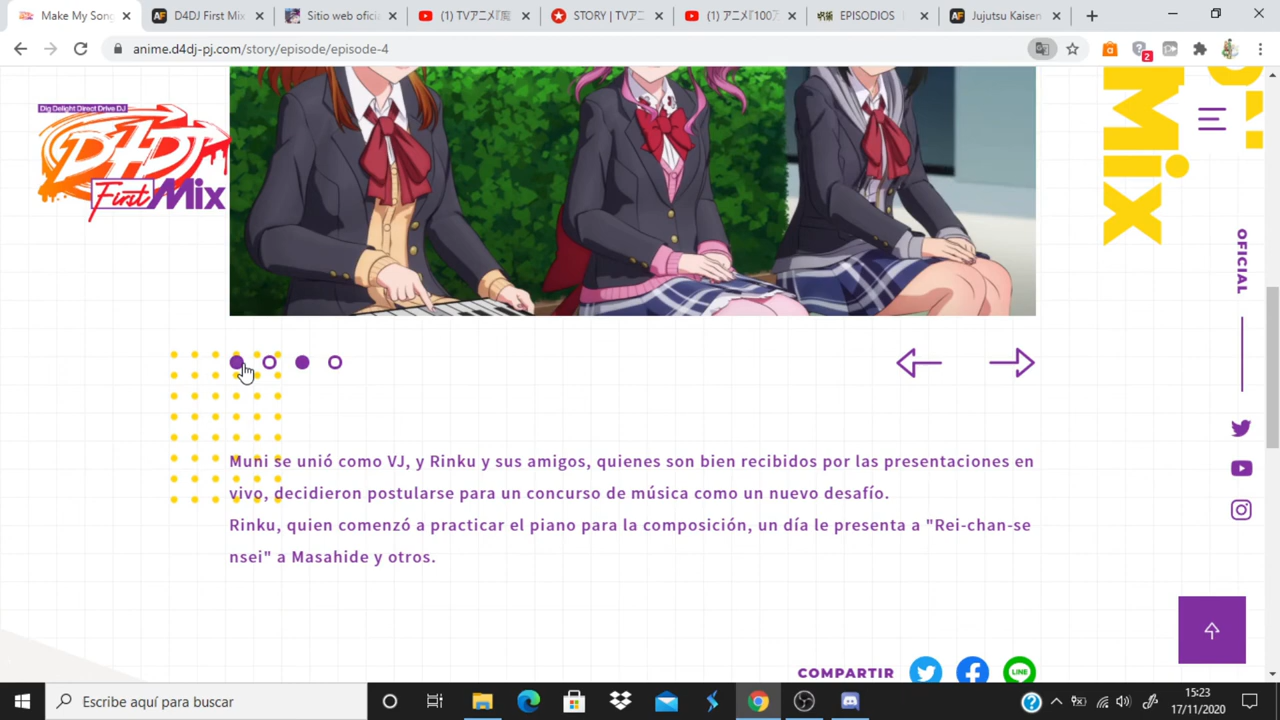 Make My Song
D4DJ First Mix
Sitio web ofici
(1) TVアニメ『
STORY | TVアニ
(1) アニメ『100万
EPISODIOS
Jujutsu Kaisen
anime.d4dj-pj.com/story/episode/episode-4
2
Dig Delight Direct Drive DJ
D4DJ
First Mix
Mix
OFICIAL
Muni se unió como VJ, y Rinku y sus amigos, quienes son bien recibidos por las presentaciones en
vivo, decidieron postularse para un concurso de música como un nuevo desafío.
Rinku, quien comenzó a practicar el piano para la composición, un día le presenta a "Rei-chan-se
nsei" a Masahide y otros.
COMPARTIR
LINE
Escribe aquí para buscar
15:23
17/11/2020